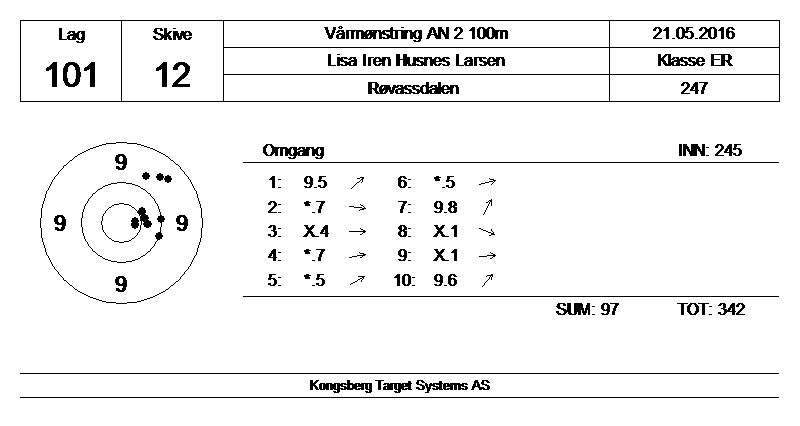 Lag Skive Vårmønstring AN 2 100m 21.05.2016
101 12 Lisa Iren Husnes Larsen Klasse ER
Røvassdalen 247
Omgang INN: 245
9
9 9
9
1: 9.5 6: *.5
2: *.7 7: 9.8
3: X.4 8: X.1
4: *.7 9: X.1
5: *.5 10: 9.6
SUM: 97 TOT: 342
Kongsberg Target Systems AS